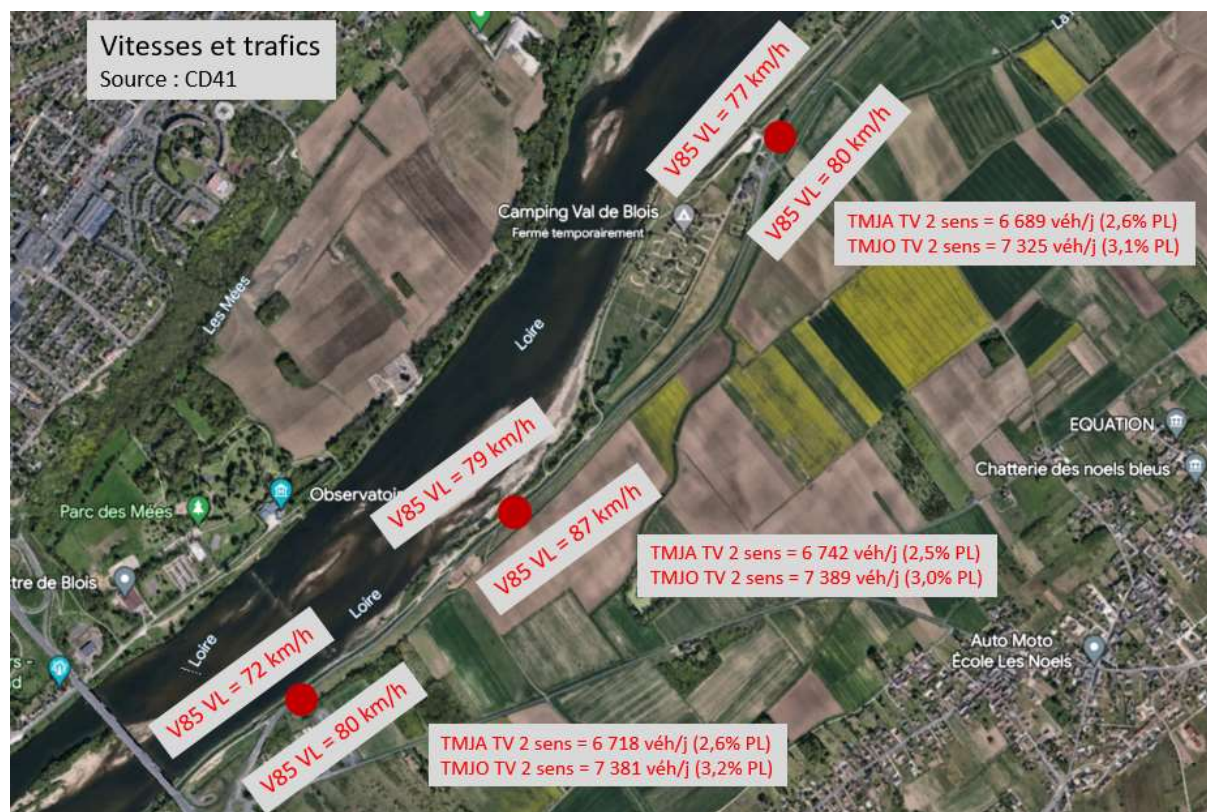 Vitesses et trafics
Source : CD41
La
V85 VL = 77 km/h
V85 VL = 80 km/h
Camping Val de Blois
Fermé temporairement
TMJA TV 2 sens = 6 689 véh/j (2,6% PL)
TMJO TV 2 sens = 7 325 véh/j (3,1% PL)
Les Mées
Loire
EQUATION
Chatterie des noels bleus
V85 VL = 79 km/h
Observatoi
Parc des Mées
V85 VL = 87 km/h
TMJA TV 2 sens = 6 742 véh/j (2,5% PL)
TMJO TV 2 sens = 7 389 véh/j (3,0% PL)
tre de Blois
Loire
Loire
Auto Moto
École Les Noels
V85 VL = 72 km/h
rs -
d
V85 VL = 80 km/h
TMJA TV 2 sens = 6 718 véh/j (2,6% PL)
TMJO TV 2 sens = 7 381 véh/j (3,2% PL)